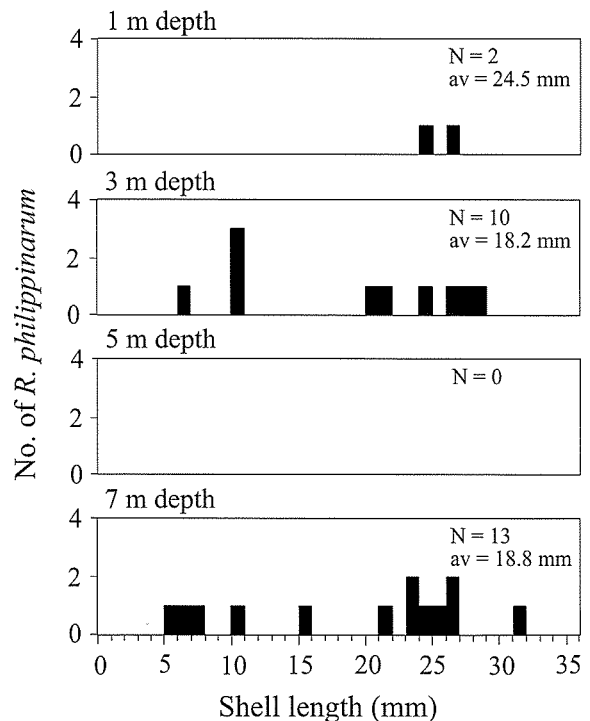 1 m depth
4
2
0
N = 2
av = 24.5 mm
3 m depth
4
2
0
N = 10
av = 18.2 mm
5 m depth
4
2
0
N = 0
7 m depth
4
2
0
N = 13
av = 18.8 mm
0 5 10 15 20 25 30 35
Shell length (mm)
No. of R. philippinarum